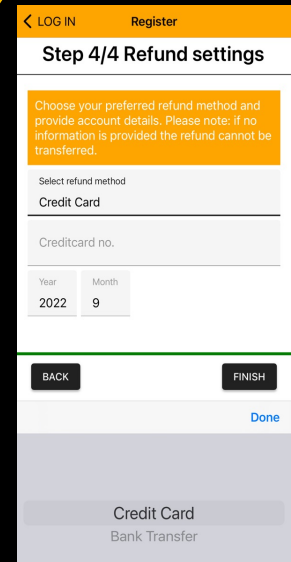 LOG IN Register
Step 4/4 Refund settings
Choose your preferred refund method and
provide account details. Please note: if no
information is provided the refund cannot be
transferred.
Select refund method
Credit Card
Creditcard no.
Year Month
2022 9
BACK FINISH
Done
Credit Card
Bank Transfer